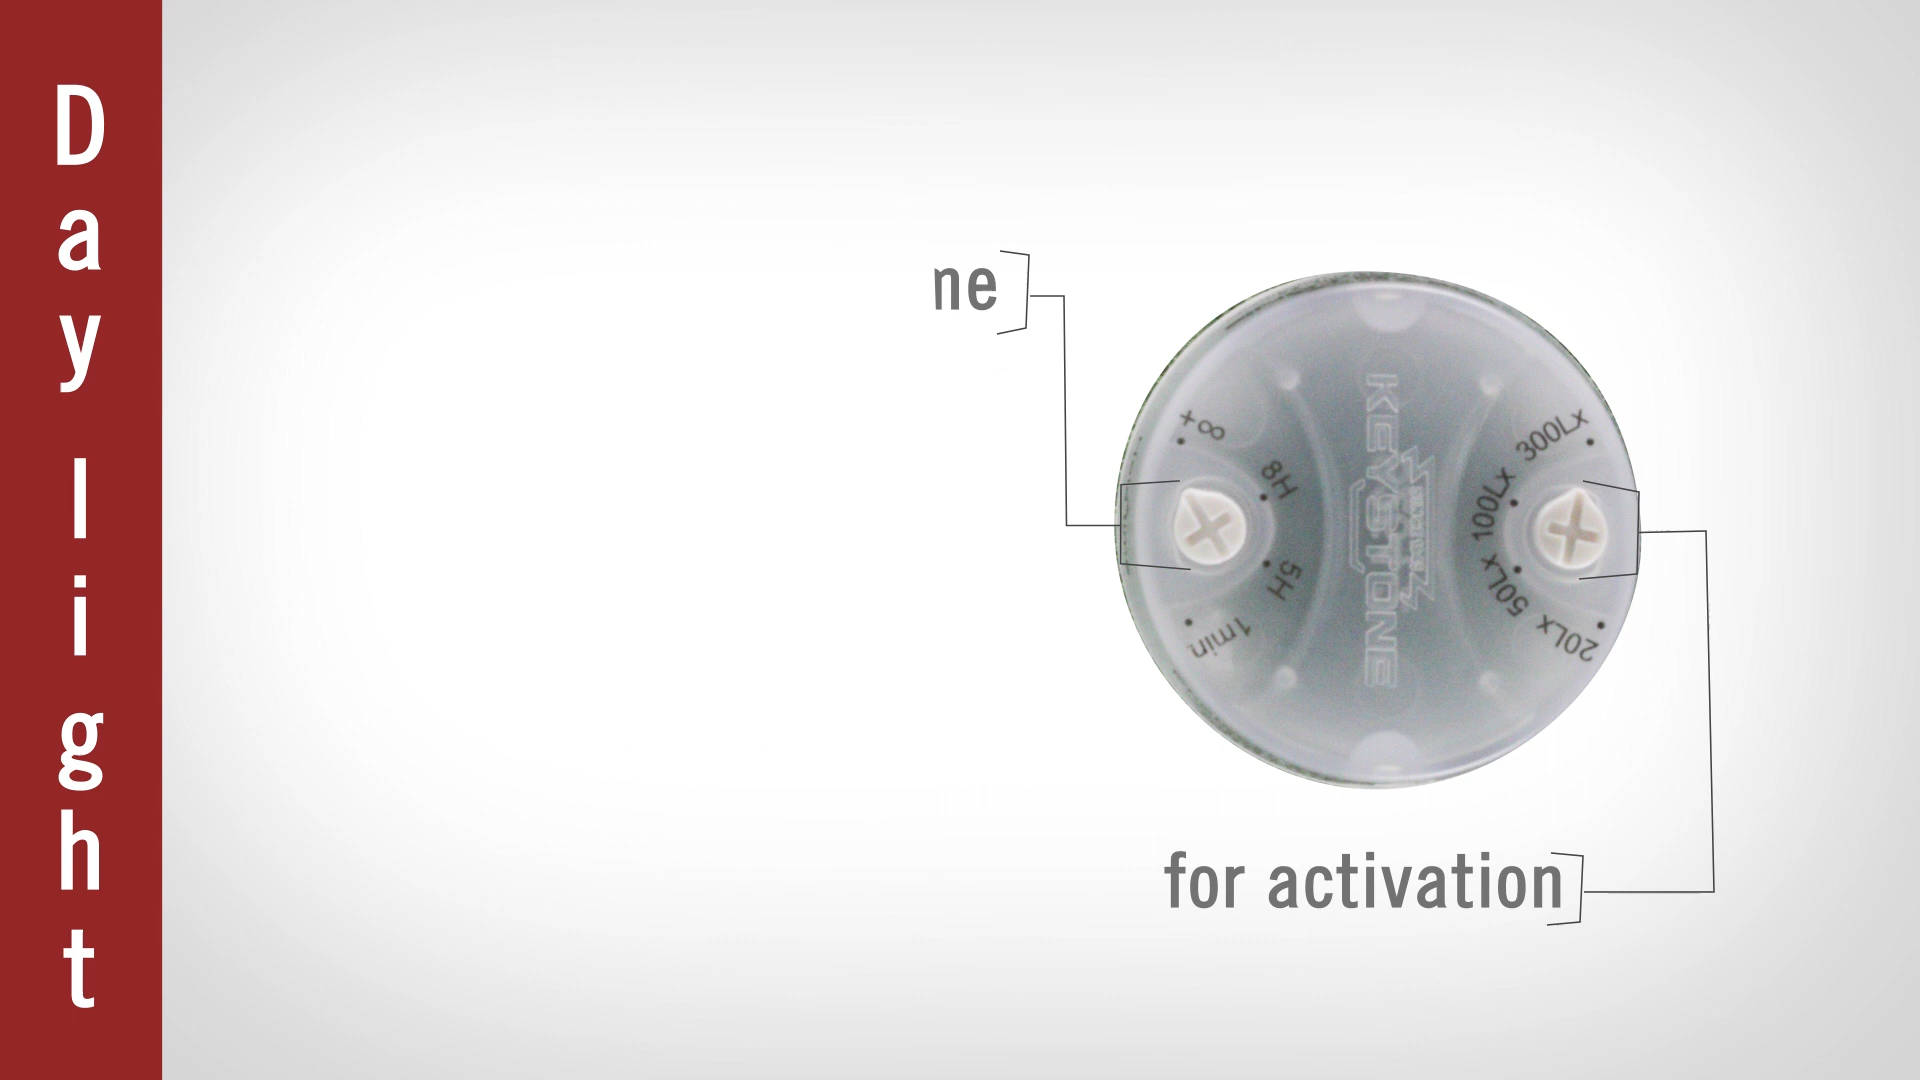 Daylight
ne
+∞
8H
5H
1min
KEYSTONE
300Lx
100Lx
50Lx
20Lx
for activation